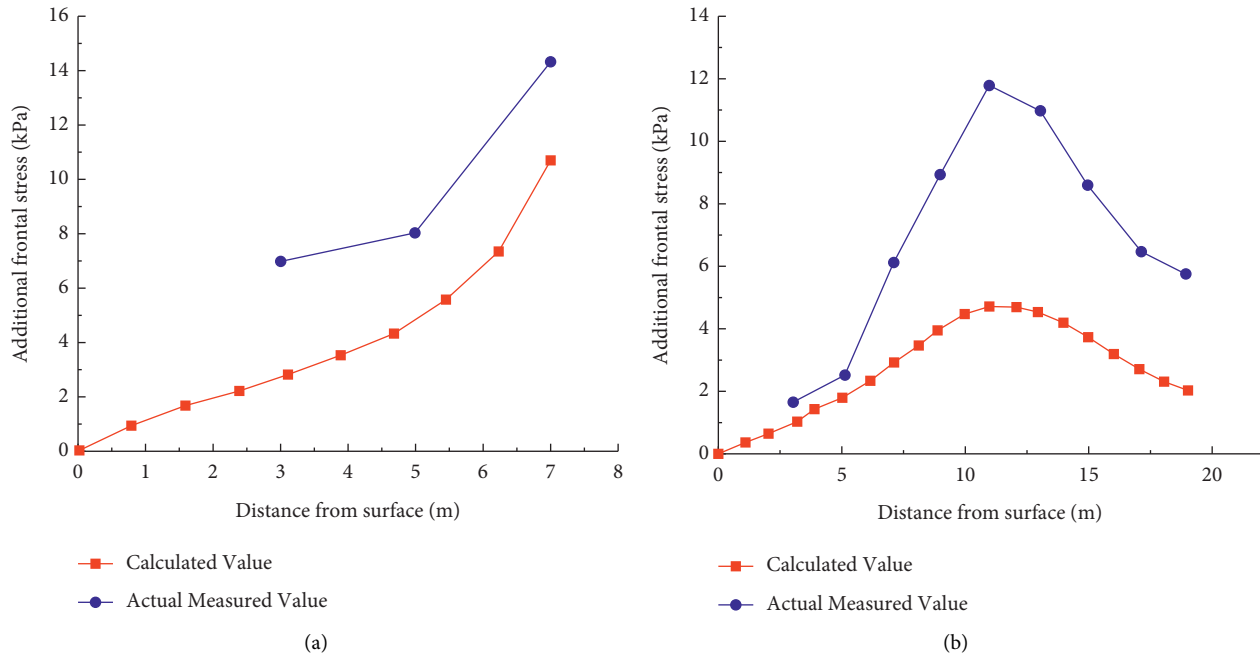 16
14
12
10
8
6
4
2
0
Additional frontal stress (kPa)
0 1 2 3 4 5 6 7 8
Distance from surface (m)
Calculated Value
Actual Measured Value
(a)
14
12
10
8
6
4
2
0
Additional frontal stress (kPa)
0 5 10 15 20
Distance from surface (m)
Calculated Value
Actual Measured Value
(b)